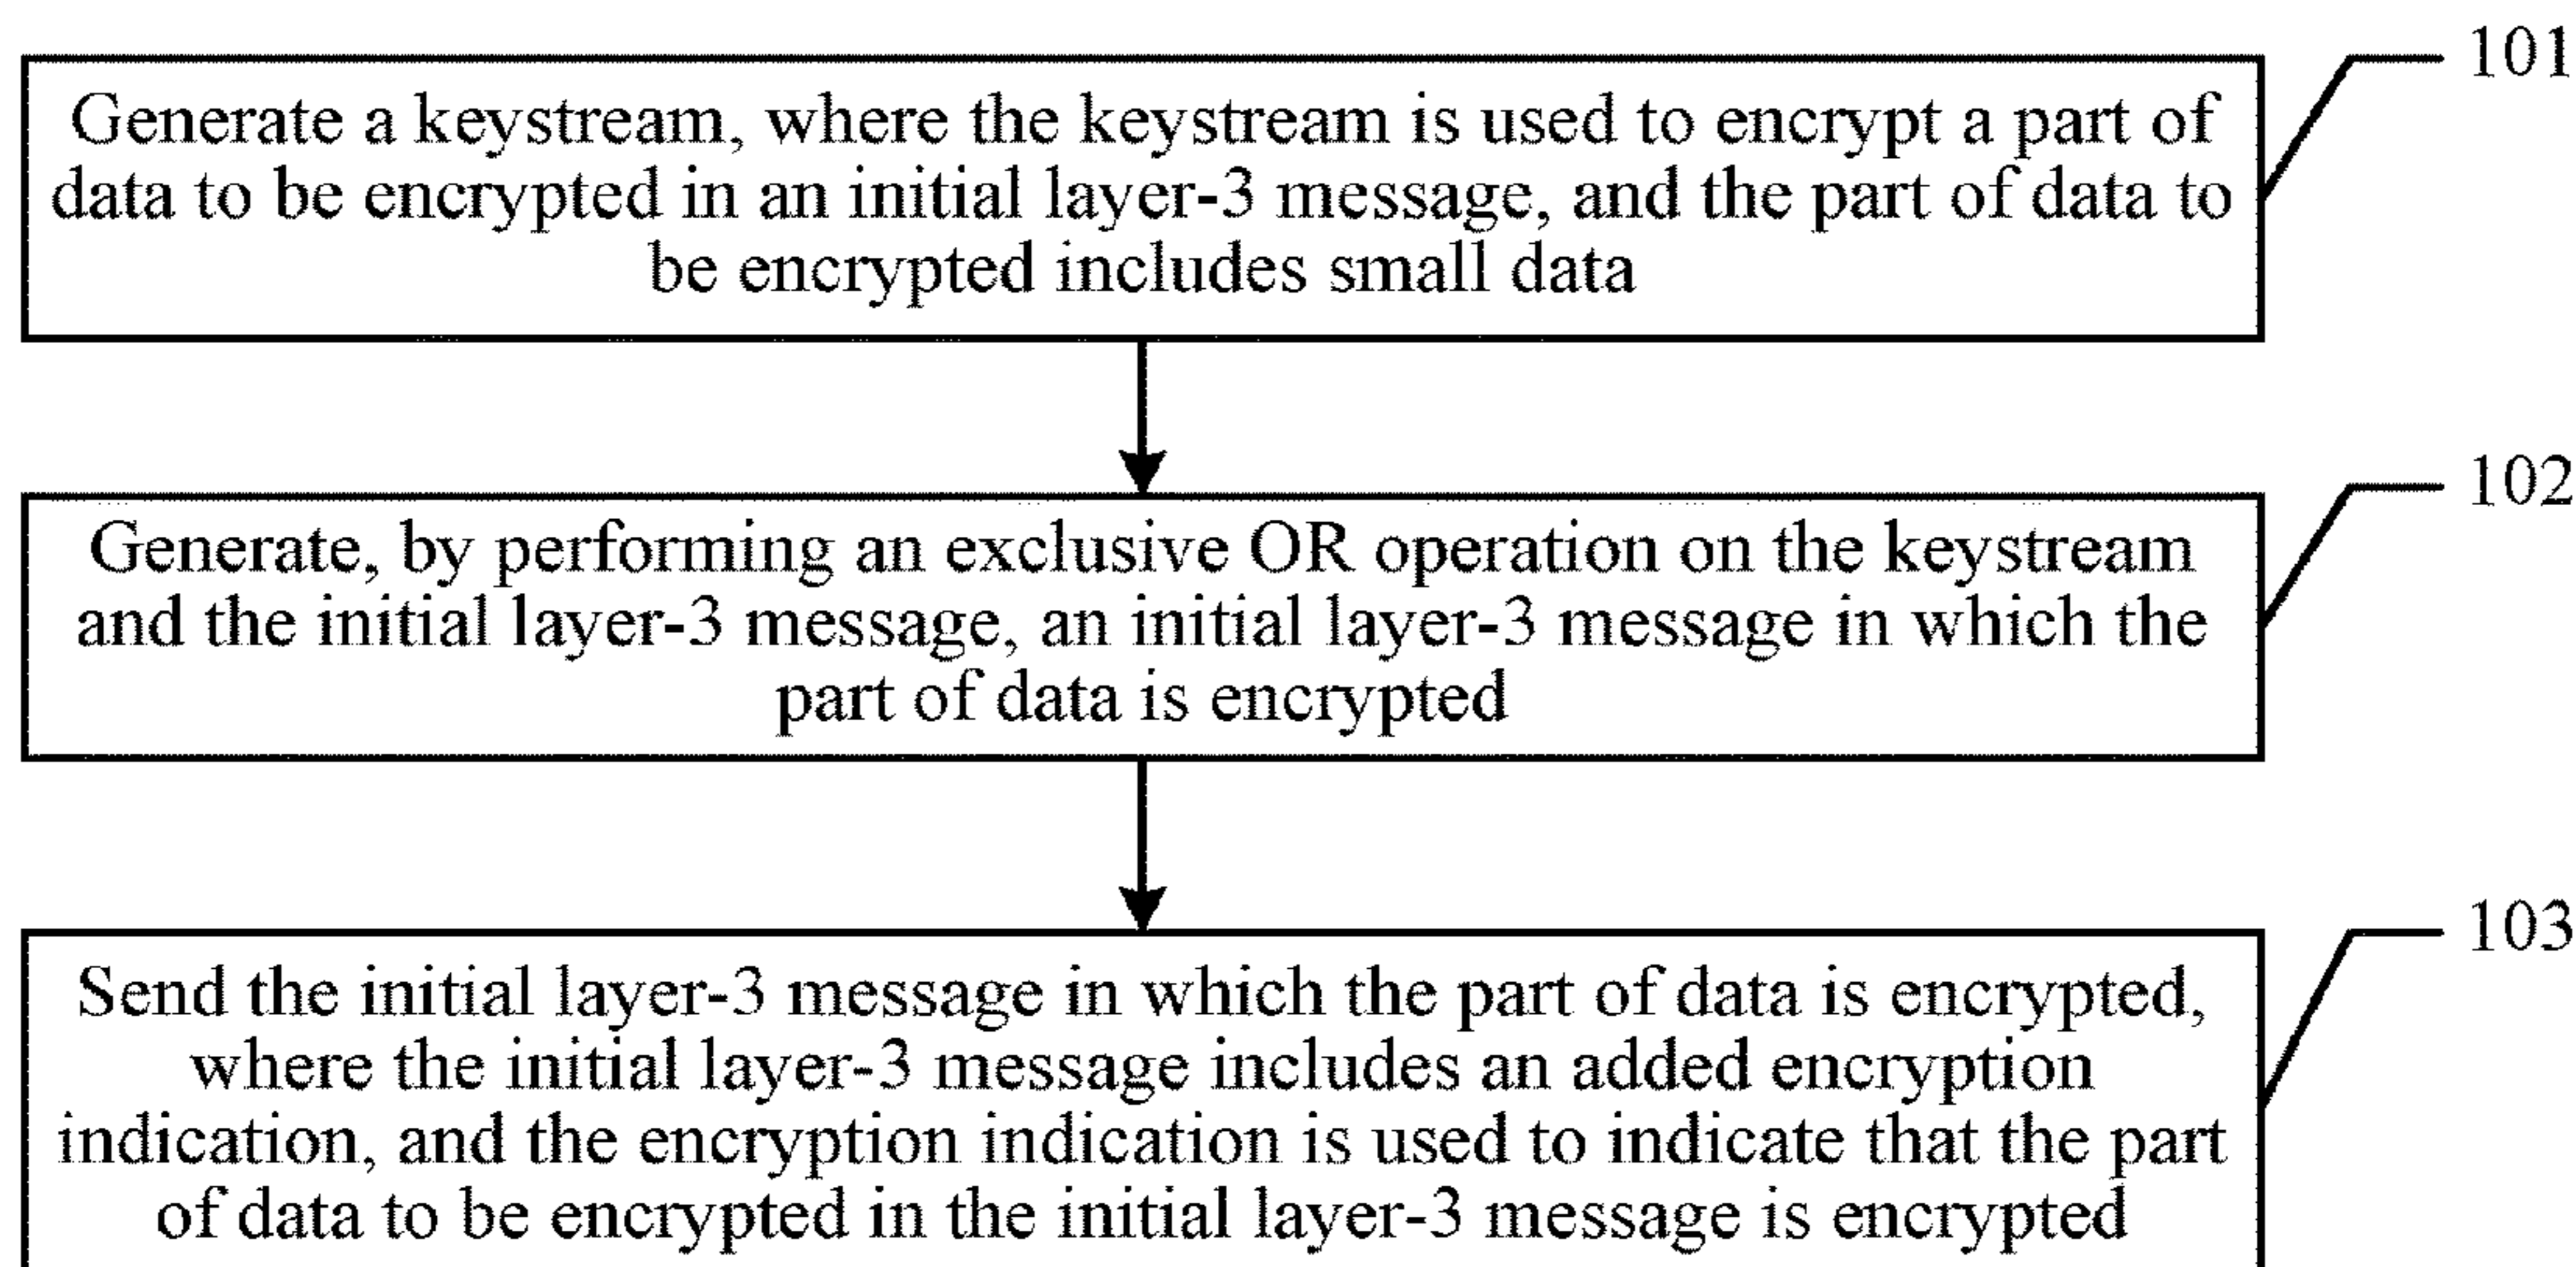 101
Generate a keystream, where the keystream is used to encrypt a part of
data to be encrypted in an initial layer-3 message, and the part of data to
be encrypted includes small data
102
Generate, by performing an exclusive OR operation on the keystream
and the initial layer-3 message, an initial layer-3 message in which the
part of data is encrypted
103
Send the initial layer-3 message in which the part of data is encrypted,
where the initial layer-3 message includes an added encryption
indication, and the encryption indication is used to indicate that the part
of data to be encrypted in the initial layer-3 message is encrypted